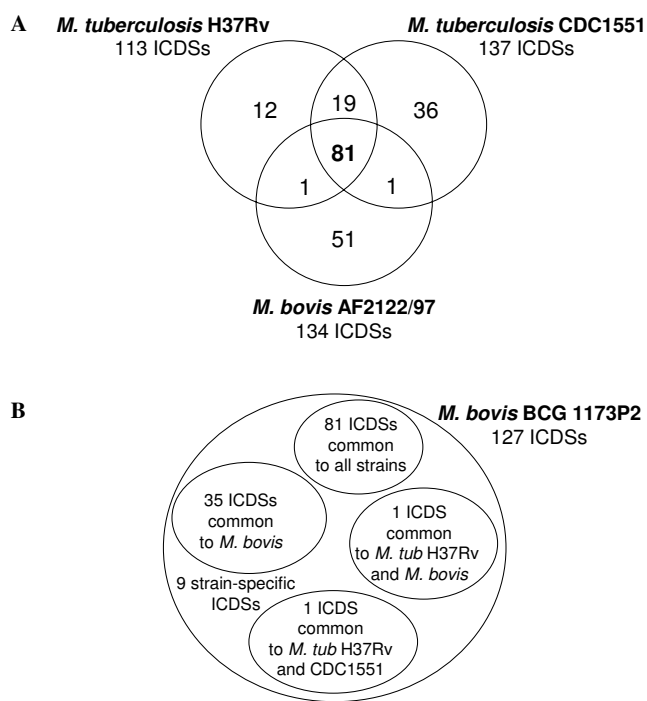 A
M. tuberculosis H37Rv
113 ICDSs
M. tuberculosis CDC1551
137 ICDSs
12
19
36
81
1
1
51
M. bovis AF2122/97
134 ICDSs
B
M. bovis BCG 1173P2
127 ICDSs
81 ICDSs
common
to all strains
35 ICDSs
common
to M. bovis
1 ICDS
common
to M. tub H37Rv
and M. bovis
9 strain-specific
ICDSs
1 ICDS
common
to M. tub H37Rv
and CDC1551